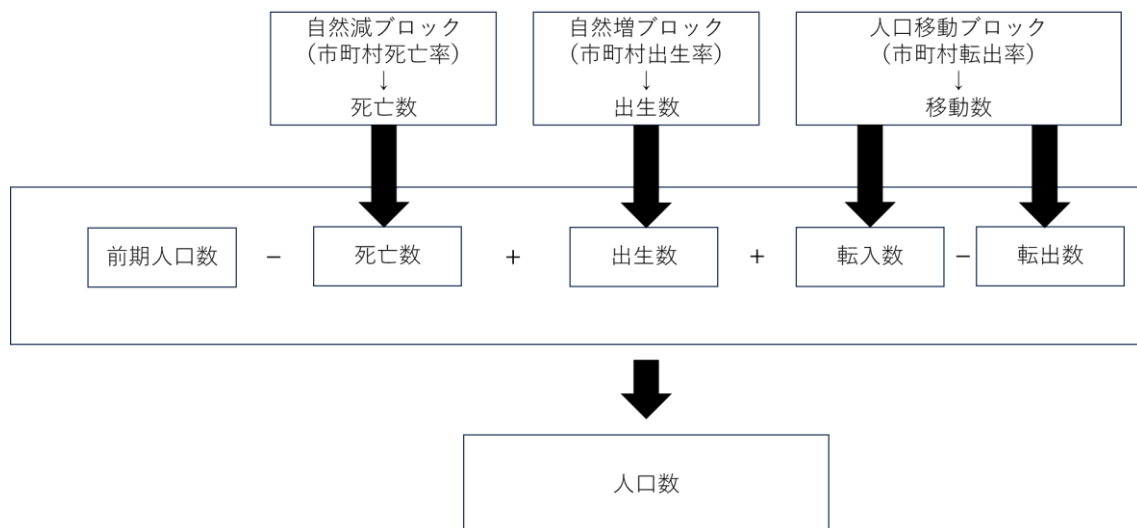 自然減ブロック
（市町村死亡率）
↓
死亡数
自然増ブロック
（市町村出生率）
↓
出生数
人口移動ブロック
（市町村転出率）
↓
移動数
前期人口数 － 死亡数 ＋ 出生数 ＋ 転入数 － 転出数
人口数